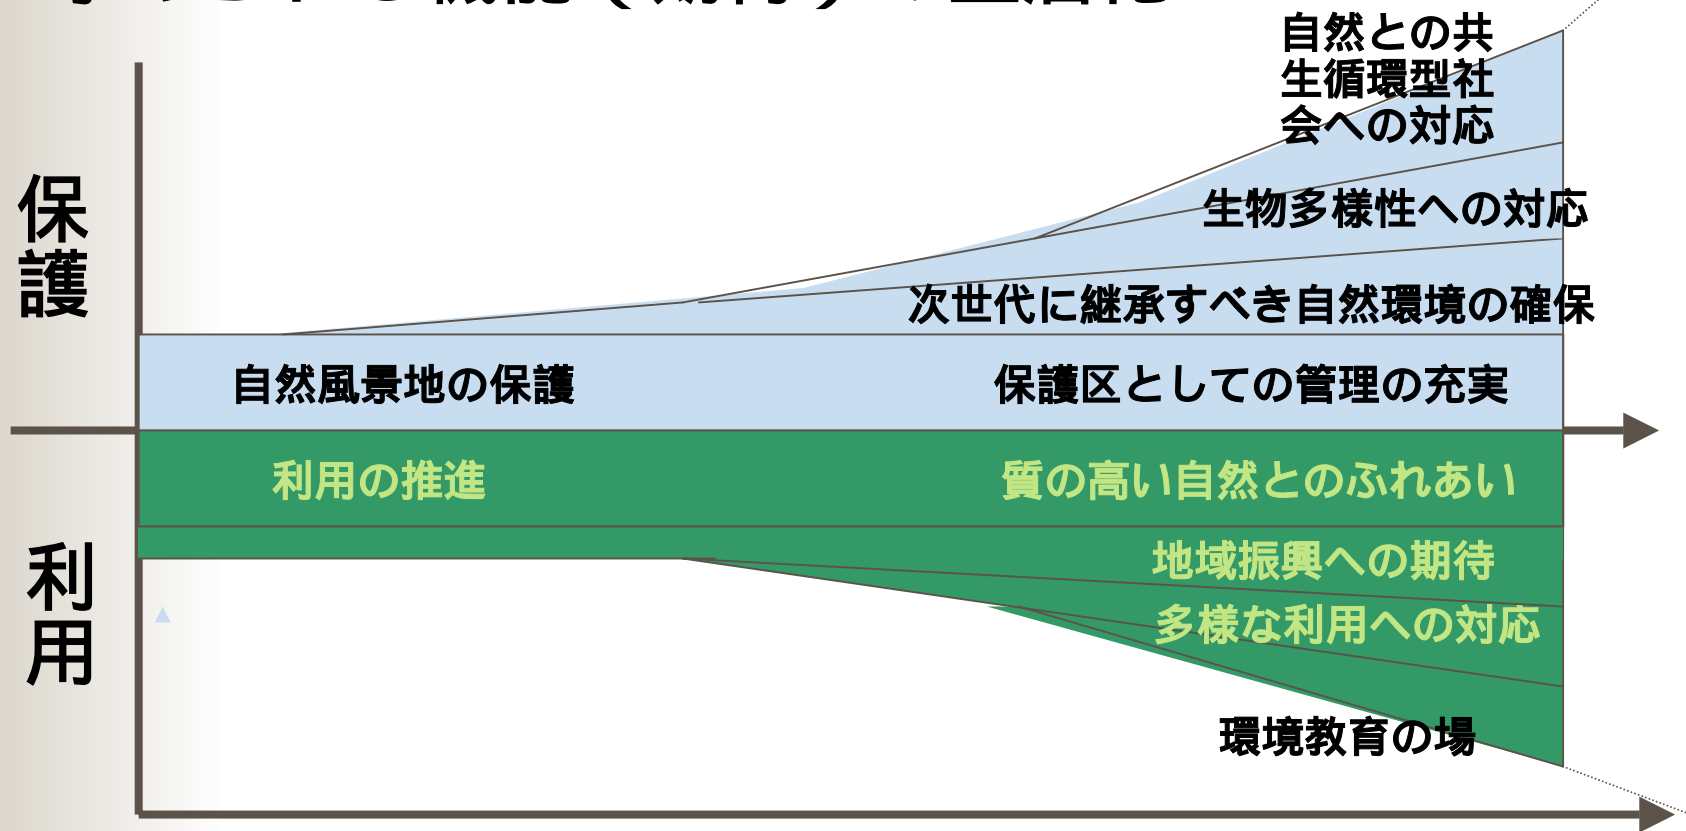 自然との共
生循環型社
会への対応
生物多様性への対応
次世代に継承すべき自然環境の確保
保護
自然風景地の保護
保護区としての管理の充実
利用の推進
質の高い自然とのふれあい
地域振興への期待
利用
多様な利用への対応
環境教育の場